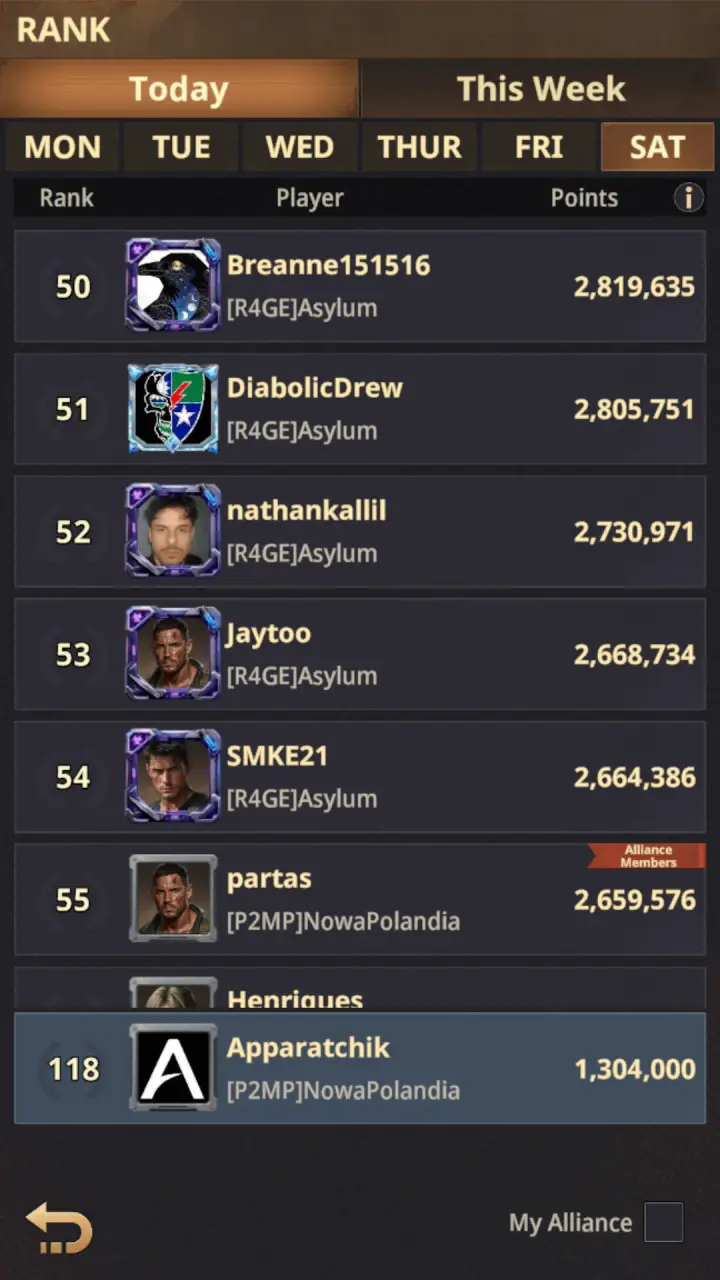 RANK
Today
This Week
MON TUE WED THUR FRI SAT
Rank Player Points i
50 Breanne151516 2,819,635
[R4GE]Asylum
51 DiabolicDrew 2,805,751
[R4GE]Asylum
52 nathankallil 2,730,971
[R4GE]Asylum
53 Jaytoo 2,668,734
[R4GE]Asylum
54 SMKE21 2,664,386
[R4GE]Asylum
Alliance
Members
55 partas 2,659,576
[P2MP]NowaPolandia
Henriques
118 Apparatchik 1,304,000
[P2MP]NowaPolandia
My Alliance